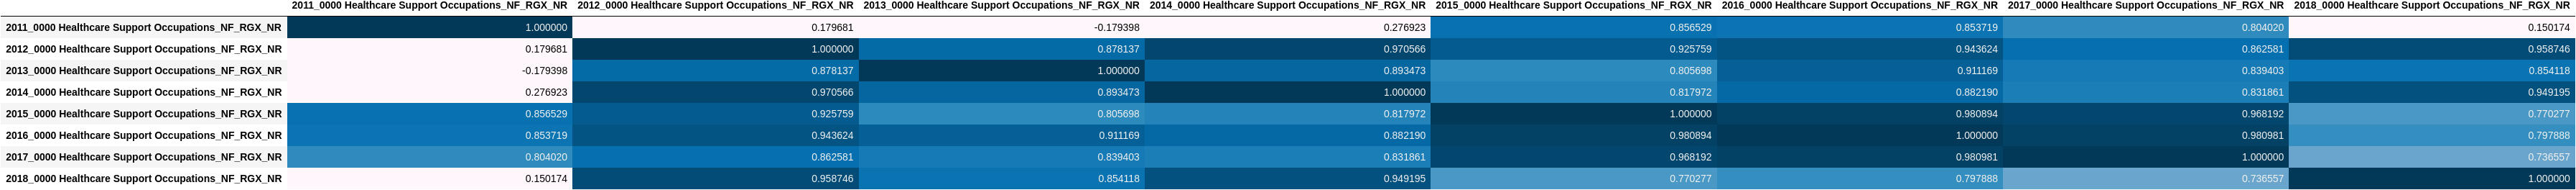 2011_0000 Healthcare Support Occupations_NF_RGX_NR 2012_0000 Healthcare Support Occupations_NF_RGX_NR 2013_0000 Healthcare Support Occupations_NF_RGX_NR 2014_0000 Healthcare Support Occupations_NF_RGX_NR 2015_0000 Healthcare Support Occupations_NF_RGX_NR 2016_0000 Healthcare Support Occupations_NF_RGX_NR 2017_0000 Healthcare Support Occupations_NF_RGX_NR 2018_0000 Healthcare Support Occupations_NF_RGX_NR
2011_0000 Healthcare Support Occupations_NF_RGX_NR 1.000000 0.179681 -0.179398 0.276923 0.856529 0.853719 0.804020 0.150174
2012_0000 Healthcare Support Occupations_NF_RGX_NR 0.179681 1.000000 0.878137 0.970566 0.925759 0.943624 0.862581 0.958746
2013_0000 Healthcare Support Occupations_NF_RGX_NR -0.179398 0.878137 1.000000 0.893473 0.805698 0.911169 0.839403 0.854118
2014_0000 Healthcare Support Occupations_NF_RGX_NR 0.276923 0.970566 0.893473 1.000000 0.817972 0.882190 0.831861 0.949195
2015_0000 Healthcare Support Occupations_NF_RGX_NR 0.856529 0.925759 0.805698 0.817972 1.000000 0.980894 0.968192 0.770277
2016_0000 Healthcare Support Occupations_NF_RGX_NR 0.853719 0.943624 0.911169 0.882190 0.980894 1.000000 0.980981 0.797888
2017_0000 Healthcare Support Occupations_NF_RGX_NR 0.804020 0.862581 0.839403 0.831861 0.968192 0.980981 1.000000 0.736557
2018_0000 Healthcare Support Occupations_NF_RGX_NR 0.150174 0.958746 0.854118 0.949195 0.770277 0.797888 0.736557 1.000000